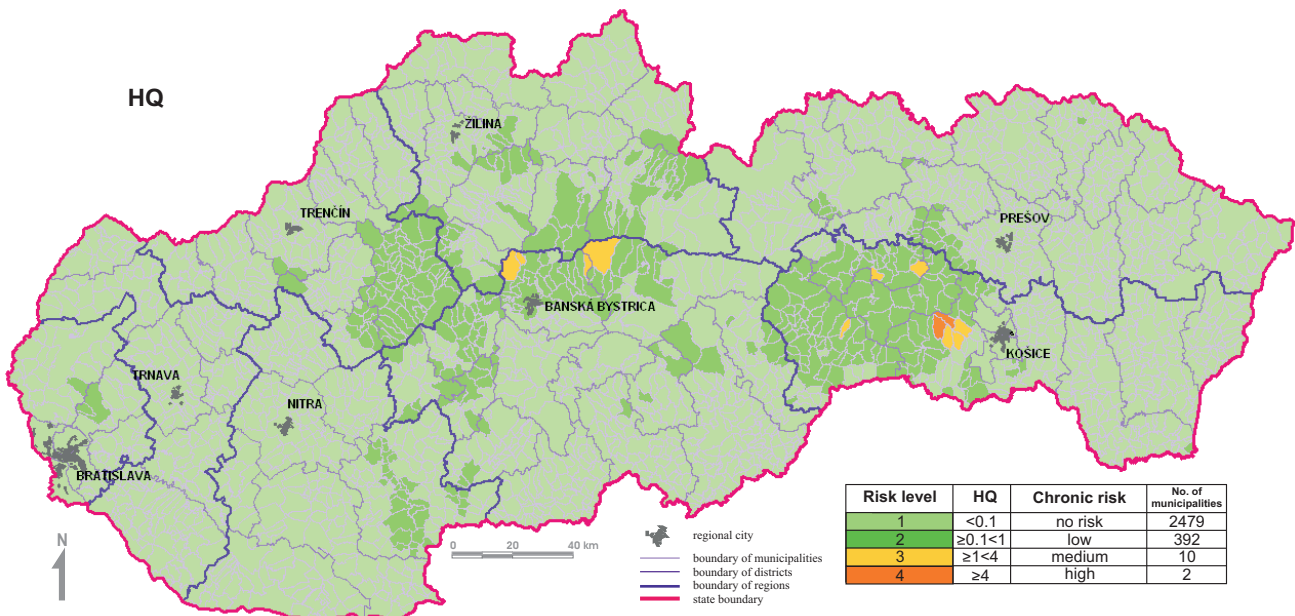 HQ
ŽILINA
TRENČÍN
PREŠOV
BANSKÁ BYSTRICA
KOŠICE
TRNAVA
NITRA
BRATISLAVA
N
0 20 40 km
regional city
boundary of municipalities
boundary of districts
boundary of regions
state boundary
Risk level HQ Chronic risk No. of municipalities
1 <0.1 no risk 2479
2 ≥0.1<1 low 392
3 ≥1<4 medium 10
4 ≥4 high 2